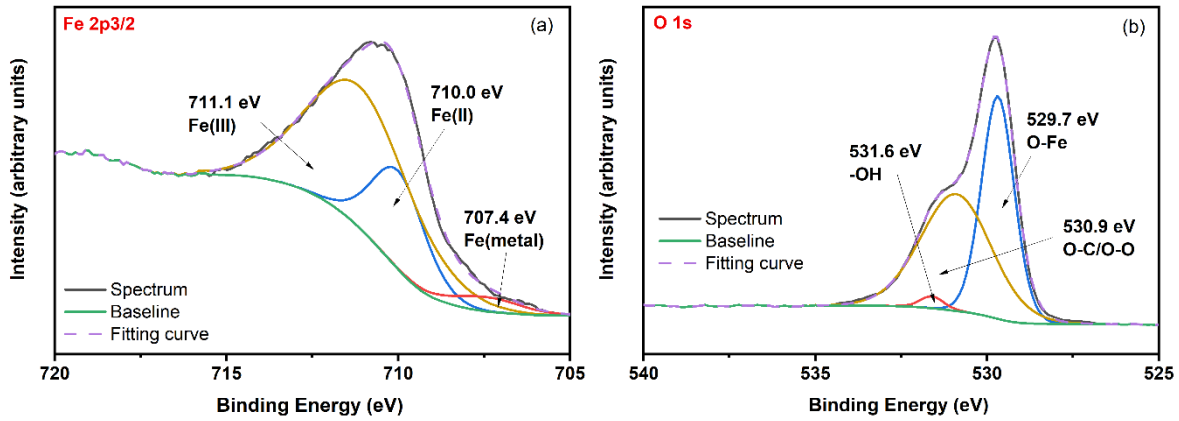 Fe 2p3/2
(a)
711.1 eV
Fe(III)
710.0 eV
Fe(II)
707.4 eV
Fe(metal)
Spectrum
Baseline
Fitting curve
Intensity (arbitrary units)
720
715
710
705
Binding Energy (eV)
O 1s
(b)
529.7 eV
O-Fe
531.6 eV
-OH
530.9 eV
O-C/O-O
Spectrum
Baseline
Fitting curve
Intensity (arbitrary units)
540
535
530
525
Binding Energy (eV)